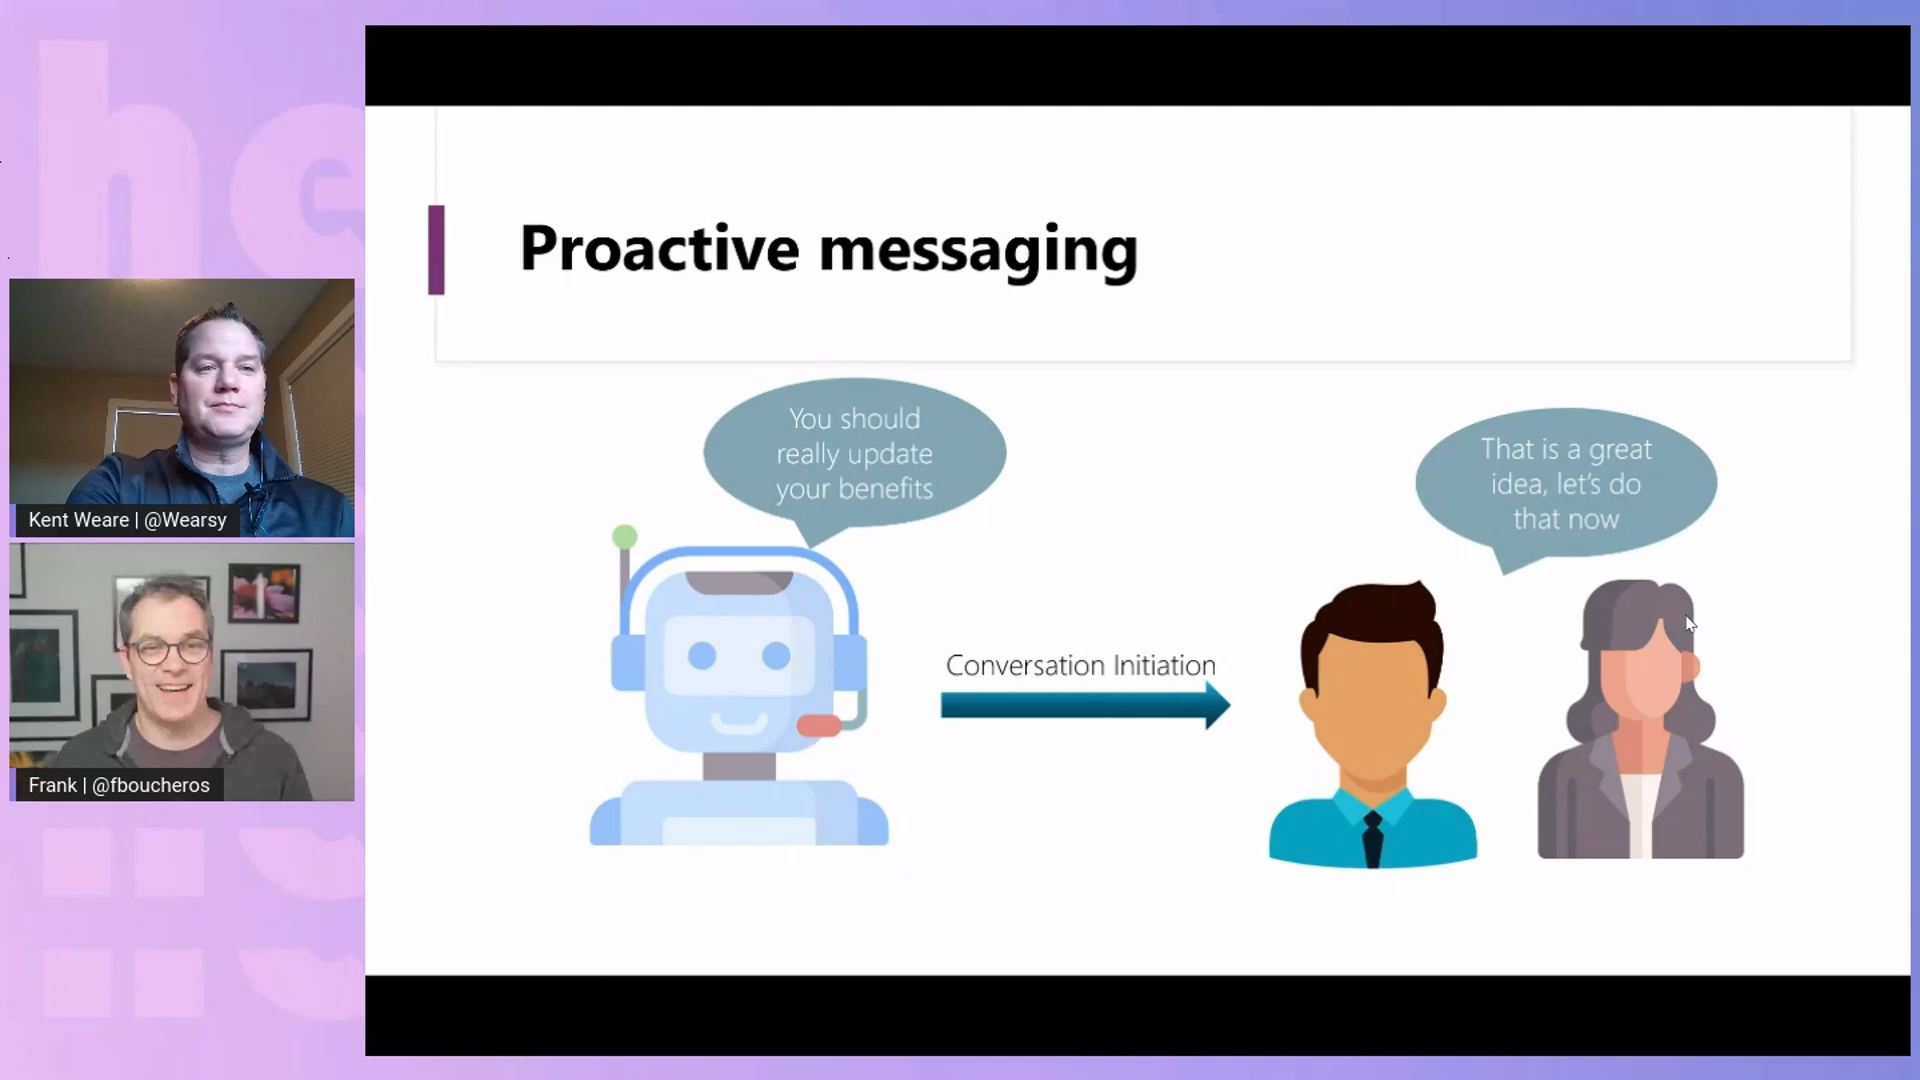 Proactive messaging
You should
really update
your benefits
That is a great
idea, let's do
that now
Conversation Initiation
Kent Weare | @Wearsy
Frank | @fboucheros